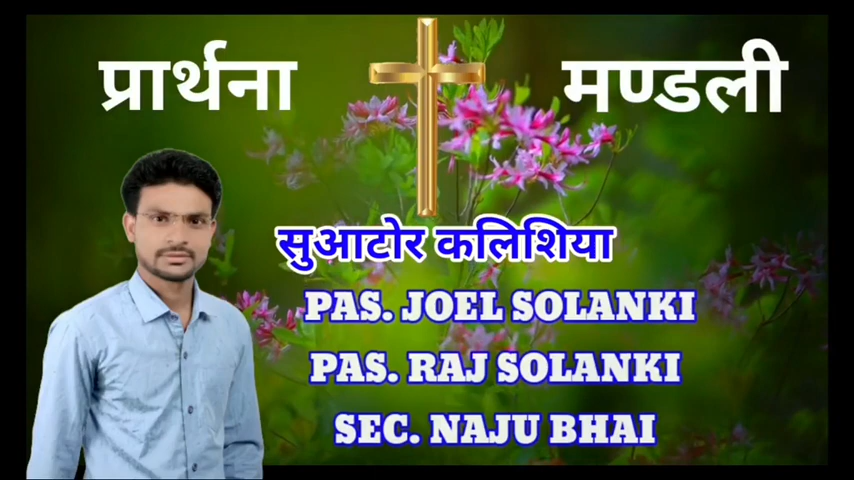 प्रार्थना मण्डली
सुआटोर कलिशिया
PAS. JOEL SOLANKI
PAS. RAJ SOLANKI
SEC. NAJU BHAI